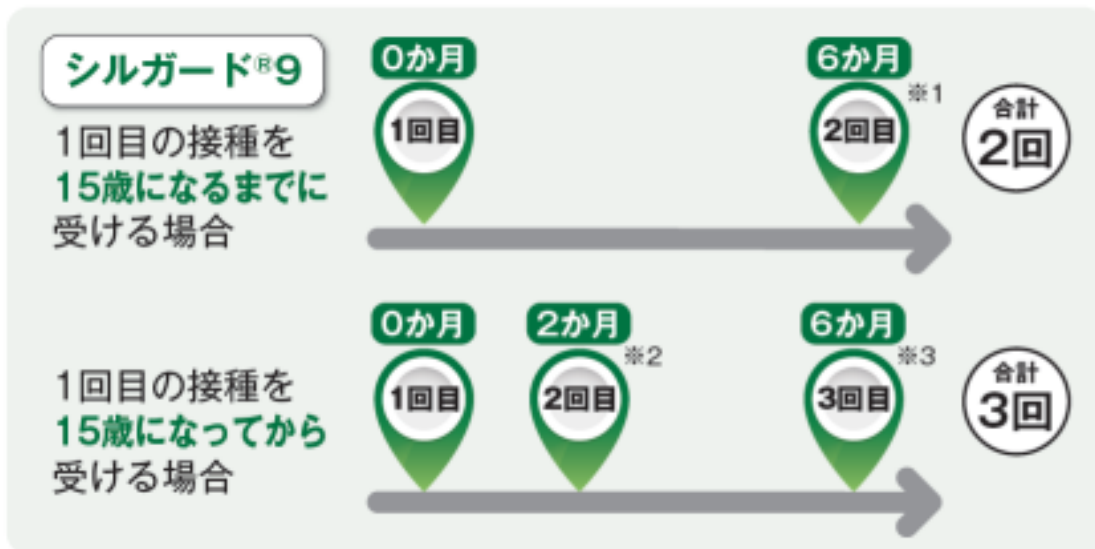 シルガード®9
1回目の接種を
15歳になるまでに
受ける場合
0か月
1回目
6か月
2回目
※1
合計
2回
1回目の接種を
15歳になってから
受ける場合
0か月
1回目
2か月
2回目
※2
6か月
3回目
※3
合計
3回